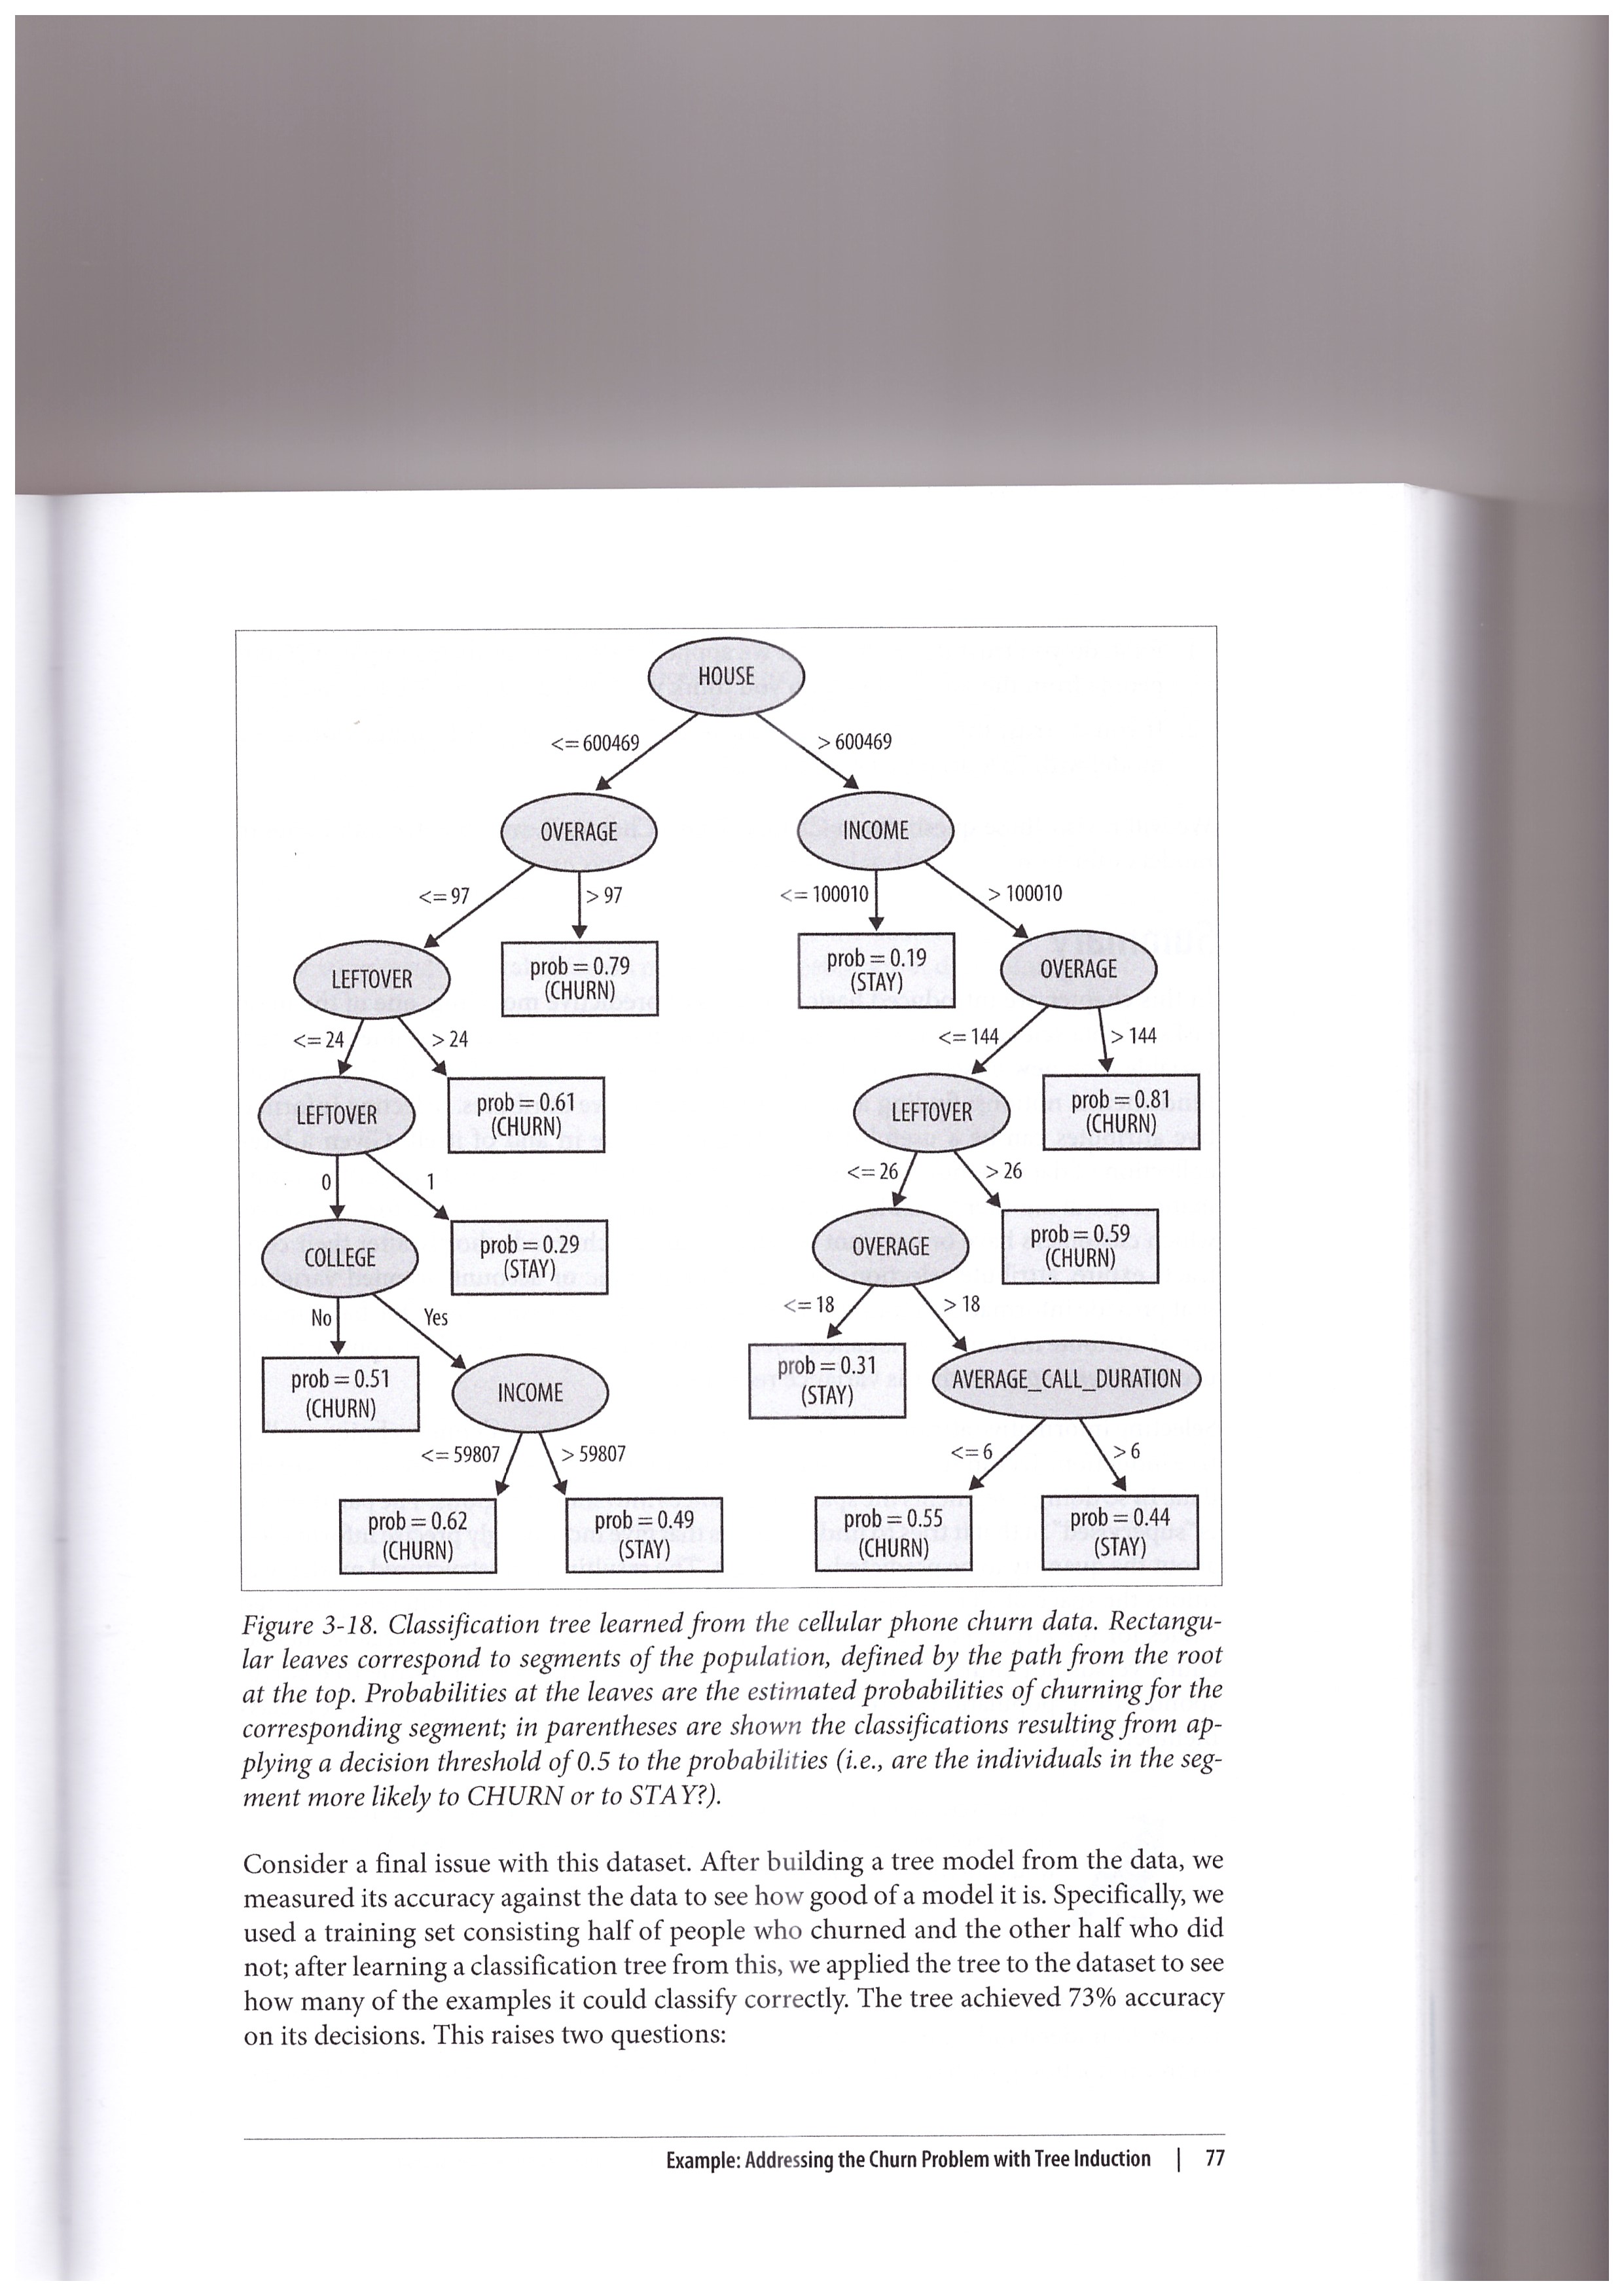 HOUSE
<= 600469
> 600469
OVERAGE
INCOME
<= 97
> 97
<= 100010
> 100010
LEFTOVER
prob = 0.79
(CHURN)
prob = 0.19
(STAY)
OVERAGE
<= 24
> 24
<= 144
> 144
LEFTOVER
prob = 0.61
(CHURN)
LEFTOVER
prob = 0.81
(CHURN)
0
1
<= 26
> 26
COLLEGE
prob = 0.29
(STAY)
OVERAGE
prob = 0.59
(CHURN)
No
Yes
<= 18
> 18
prob = 0.51
(CHURN)
INCOME
prob = 0.31
(STAY)
AVERAGE_CALL_DURATION
<= 59807
> 59807
<= 6
> 6
prob = 0.62
(CHURN)
prob = 0.49
(STAY)
prob = 0.55
(CHURN)
prob = 0.44
(STAY)
Figure 3-18. Classification tree learned from the cellular phone churn data. Rectangu-
lar leaves correspond to segments of the population, defined by the path from the root
at the top. Probabilities at the leaves are the estimated probabilities of churning for the
corresponding segment; in parentheses are shown the classifications resulting from ap-
plying a decision threshold of 0.5 to the probabilities (i.e., are the individuals in the seg-
ment more likely to CHURN or to STAY?).
Consider a final issue with this dataset. After building a tree model from the data, we
measured its accuracy against the data to see how good of a model it is. Specifically, we
used a training set consisting half of people who churned and the other half who did
not; after learning a classification tree from this, we applied the tree to the dataset to see
how many of the examples it could classify correctly. The tree achieved 73% accuracy
on its decisions. This raises two questions:
Example: Addressing the Churn Problem with Tree Induction | 77